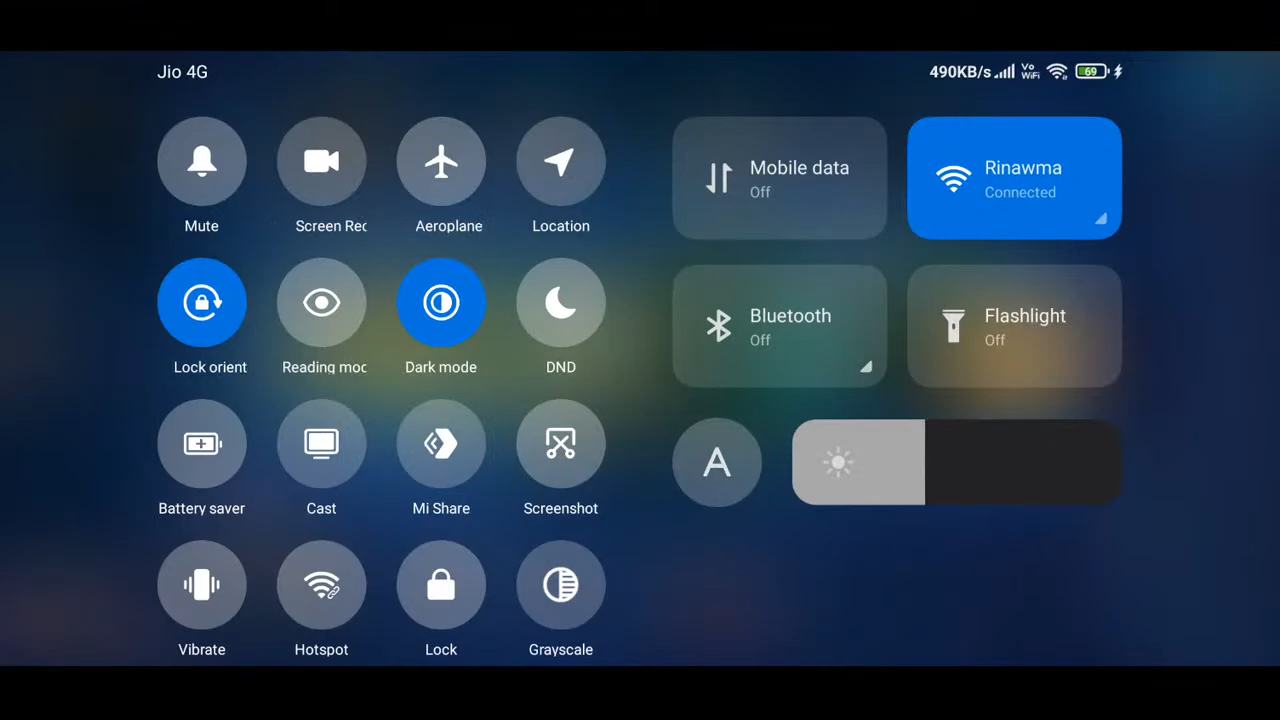 Jio 4G
490KB/s Vo WiFi 69
Mute
Screen Rec
Aeroplane
Location
Lock orient
Reading moc
Dark mode
DND
Battery saver
Cast
Mi Share
Screenshot
Vibrate
Hotspot
Lock
Grayscale
Mobile data
Off
Rinawma
Connected
Bluetooth
Off
Flashlight
Off
A